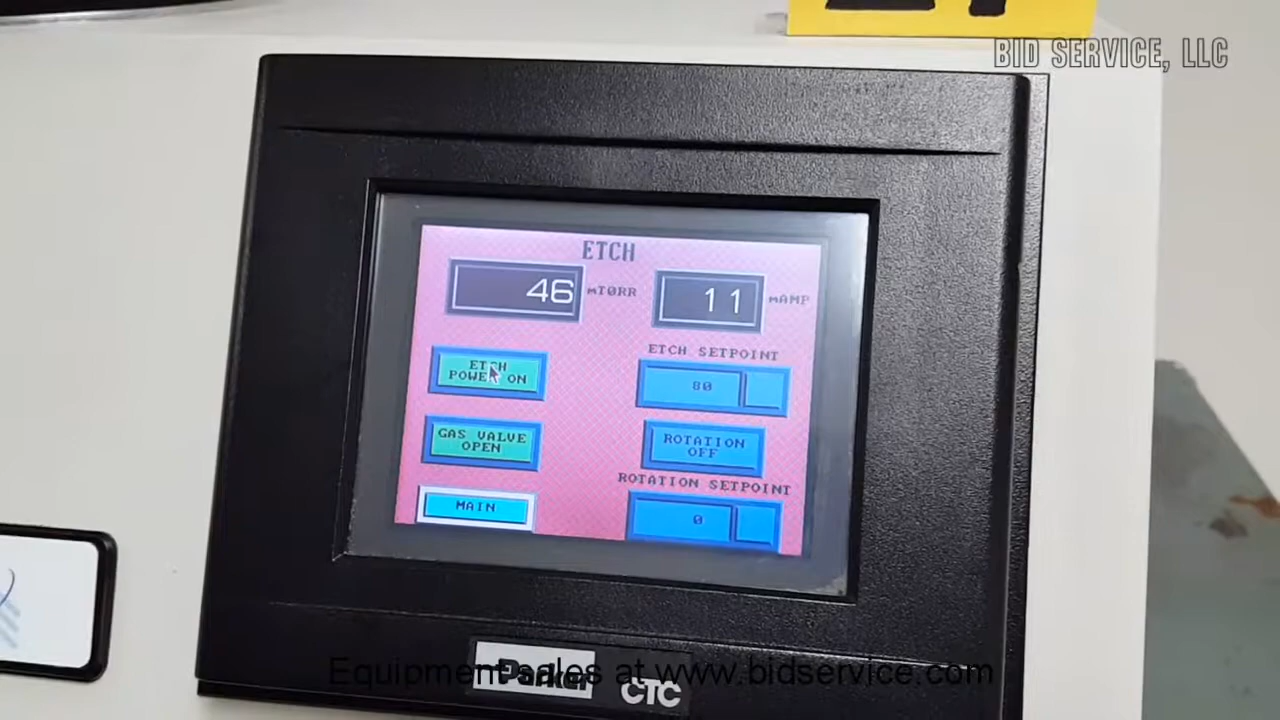 BID SERVICE, LLC
ETCH
46 mTORR
11 mAMP
ETCH
POWER ON
ETCH SETPOINT
80
GAS VALVE
OPEN
ROTATION
OFF
MAIN
ROTATION SETPOINT
0
Equipment sales at www.bidservice.com
Parker
CTC